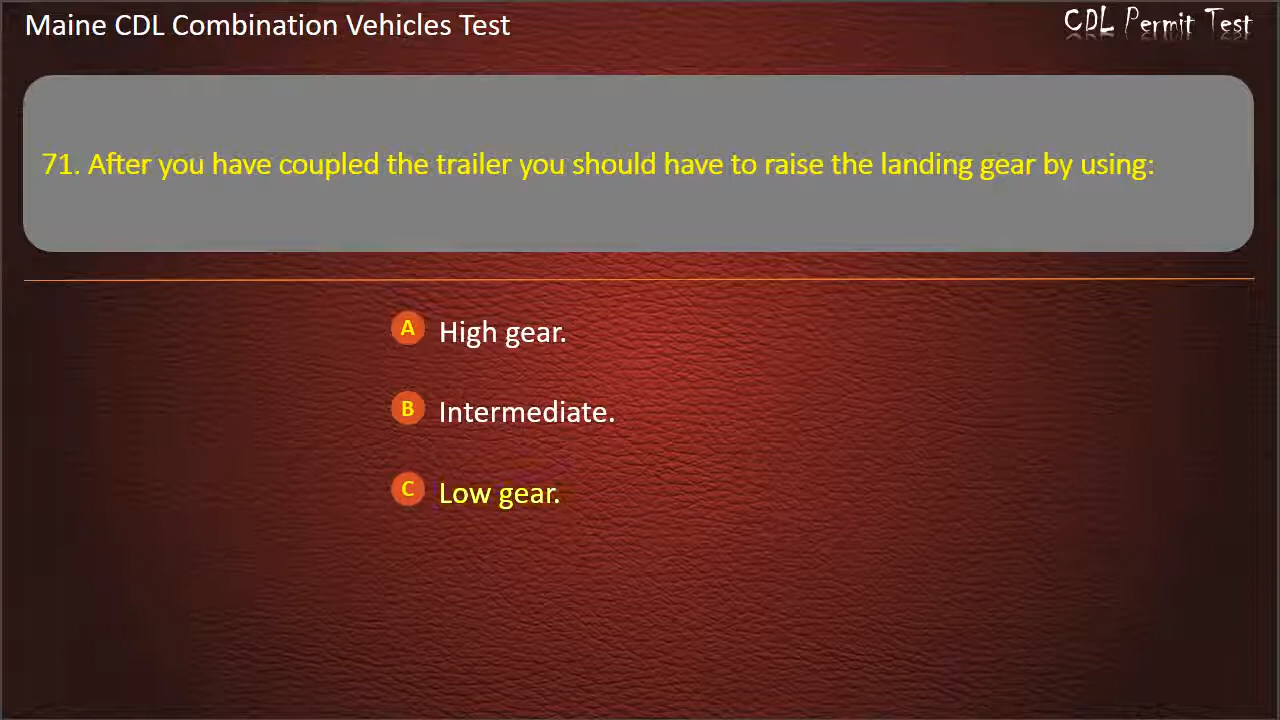 Maine CDL Combination Vehicles Test
CDL Permit Test
71. After you have coupled the trailer you should have to raise the landing gear by using:
A High gear.
B Intermediate.
C Low gear.